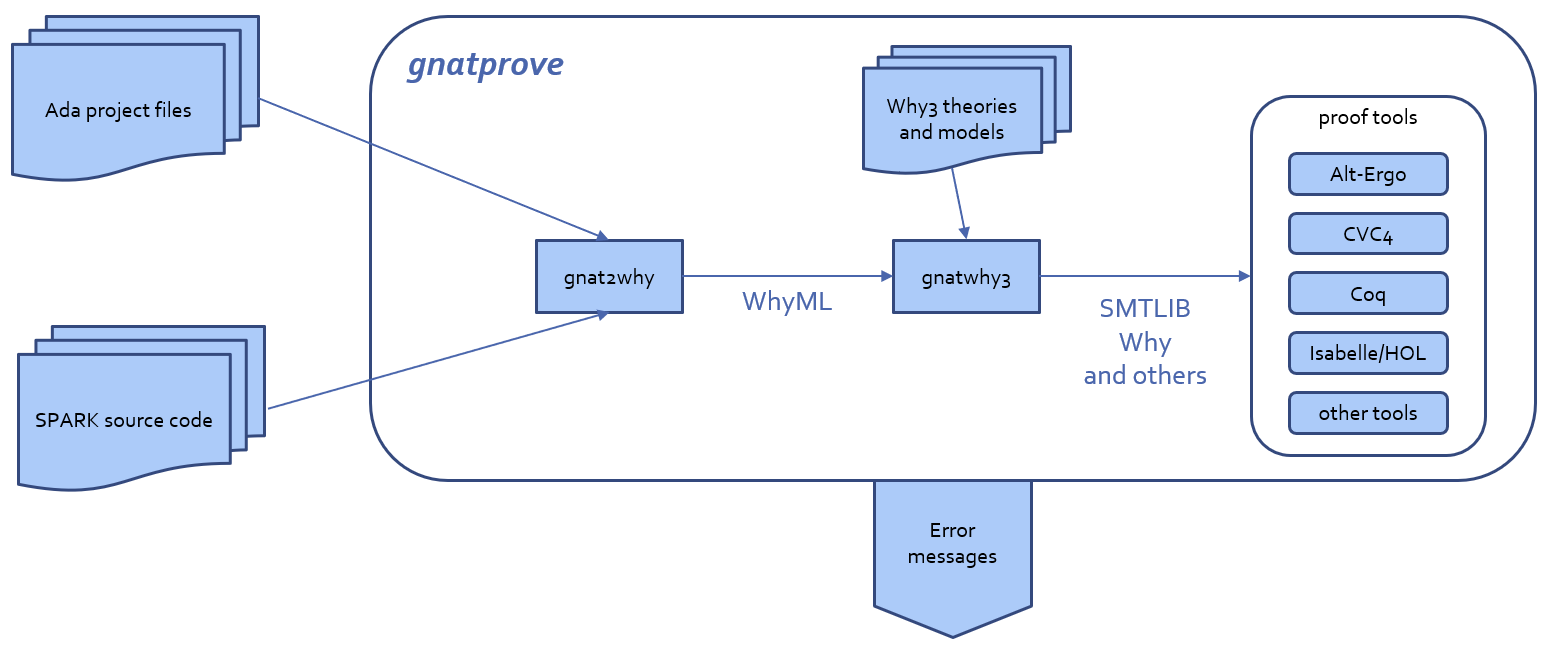 gnatprove
Ada project files
Why3 theories
and models
proof tools
Alt-Ergo
CVC4
Coq
Isabelle/HOL
other tools
gnat2why
WhyML
gnatwhy3
SMTLIB
Why
and others
SPARK source code
Error
messages